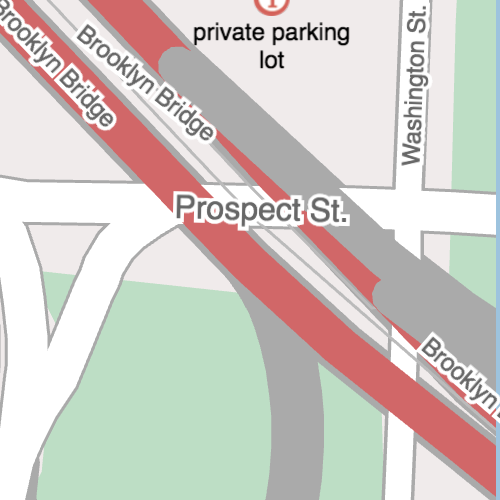 private parking
lot
Brooklyn Bridge
Brooklyn Bridge
Washington St.
Prospect St.
Brooklyn